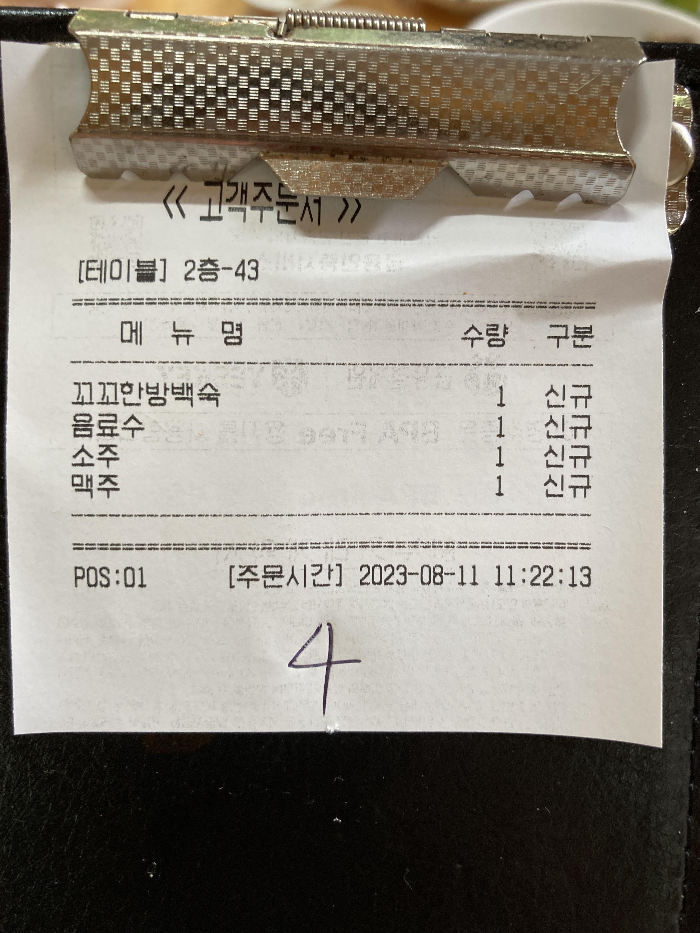 << 고객주문서 >>
[테이블] 2층-43
메 뉴 명 수량 구분
꼬꼬한방백숙 1 신규
음료수 1 신규
소주 1 신규
맥주 1 신규
POS:01 [주문시간] 2023-08-11 11:22:13
4